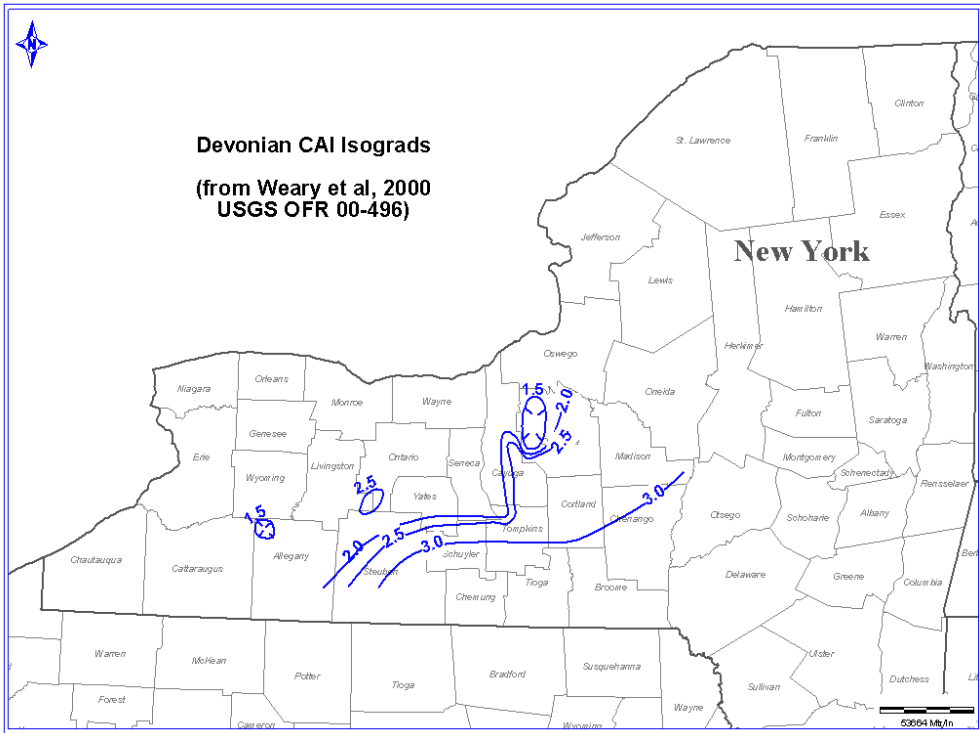 N
Clinton
St. Lawrence
Franklin
Devonian CAI Isograds
(from Weary et al, 2000
USGS OFR 00-496)
Essex
Jefferson
New York
Lewis
Hamilton
Herkimer
Warren
Oswego
Washington
Orleans
Niagara
1.5
2.0
Oneida
Monroe
Wayne
Fulton
Saratoga
Genesee
2.5
Erie
Ontario
Seneca
Madison
Montgomery
Livingston
Cayuga
Schenectady
Wyoming
2.5
Yates
Rensselaer
3.0
Cortland
1.5
Chenango
Otsego
Schoharie
Albany
Tompkins
2.0
2.5
3.0
Allegany
Schuyler
Chautauqua
Cattaraugus
Steuben
Tioga
Broome
Delaware
Greene
Columbia
Chemung
Warren
McKean
Potter
Tioga
Bradford
Susquehanna
Ulster
Sullivan
Dutchess
Forest
Wayne
Cameron
Wyoming
53664 Mtr/In